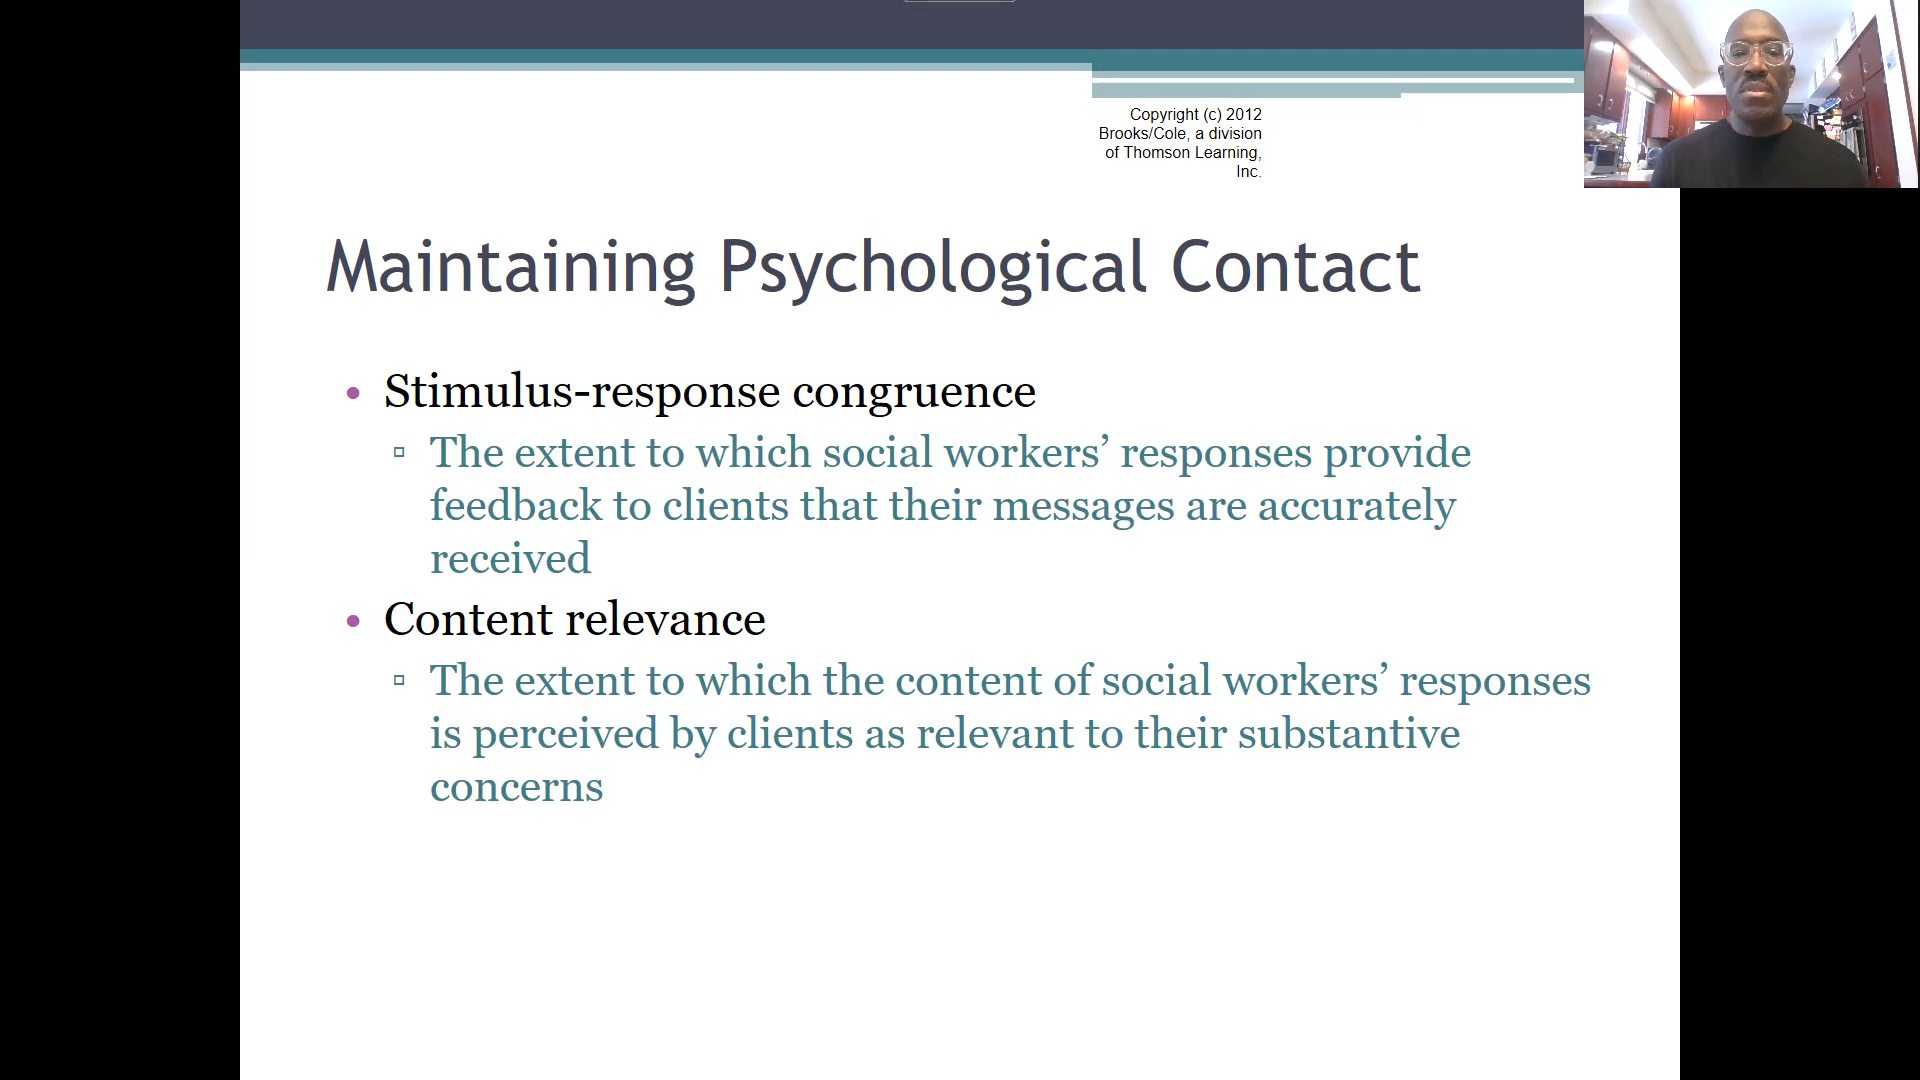 Copyright (c) 2012
Brooks/Cole, a division
of Thomson Learning,
Inc.
Maintaining Psychological Contact
• Stimulus-response congruence
▫ The extent to which social workers’ responses provide
feedback to clients that their messages are accurately
received
• Content relevance
▫ The extent to which the content of social workers’ responses
is perceived by clients as relevant to their substantive
concerns